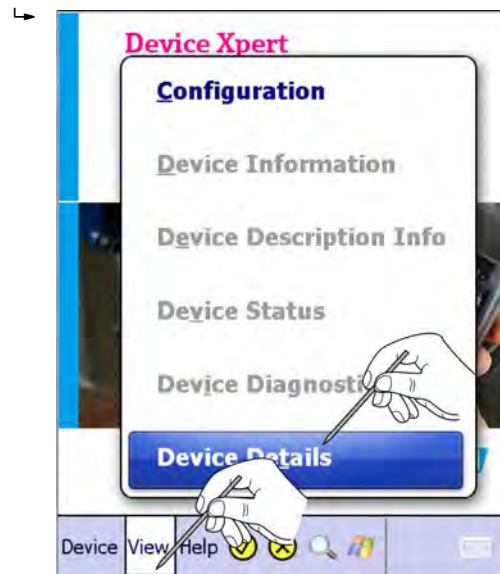 Device Xpert
Configuration
Device Information
Device Description Info
Device Status
Device Diagnosti
Device Details
Device View Help